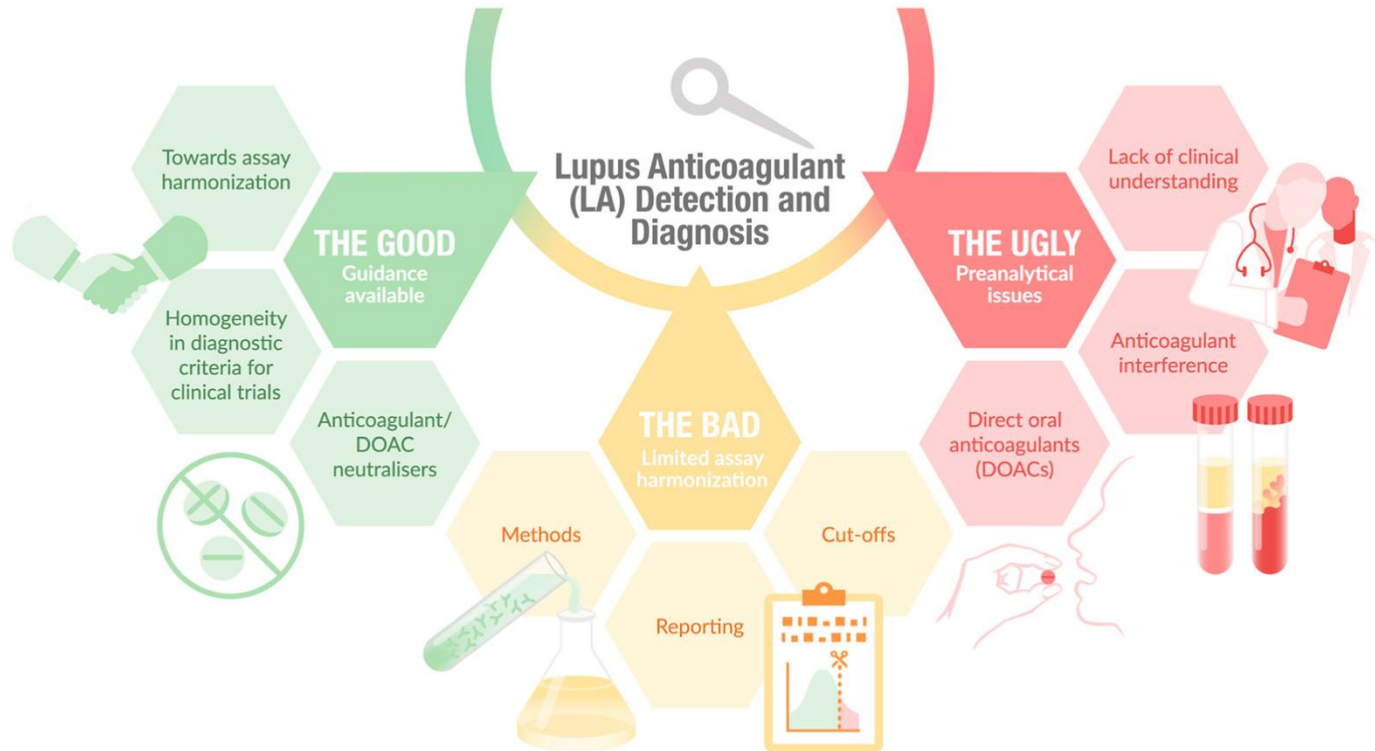 Lupus Anticoagulant
(LA) Detection and
Diagnosis
THE GOOD
Guidance
available
Towards assay
harmonization
Homogeneity
in diagnostic
criteria for
clinical trials
Anticoagulant/
DOAC
neutralisers
THE BAD
Limited assay
harmonization
Methods
Reporting
Cut-offs
THE UGLY
Preanalytical
issues
Lack of clinical
understanding
Anticoagulant
interference
Direct oral
anticoagulants
(DOACs)